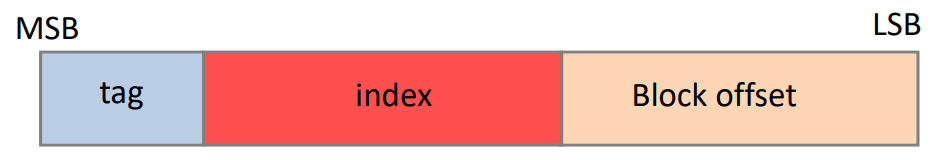 MSB
LSB
tag
index
Block offset